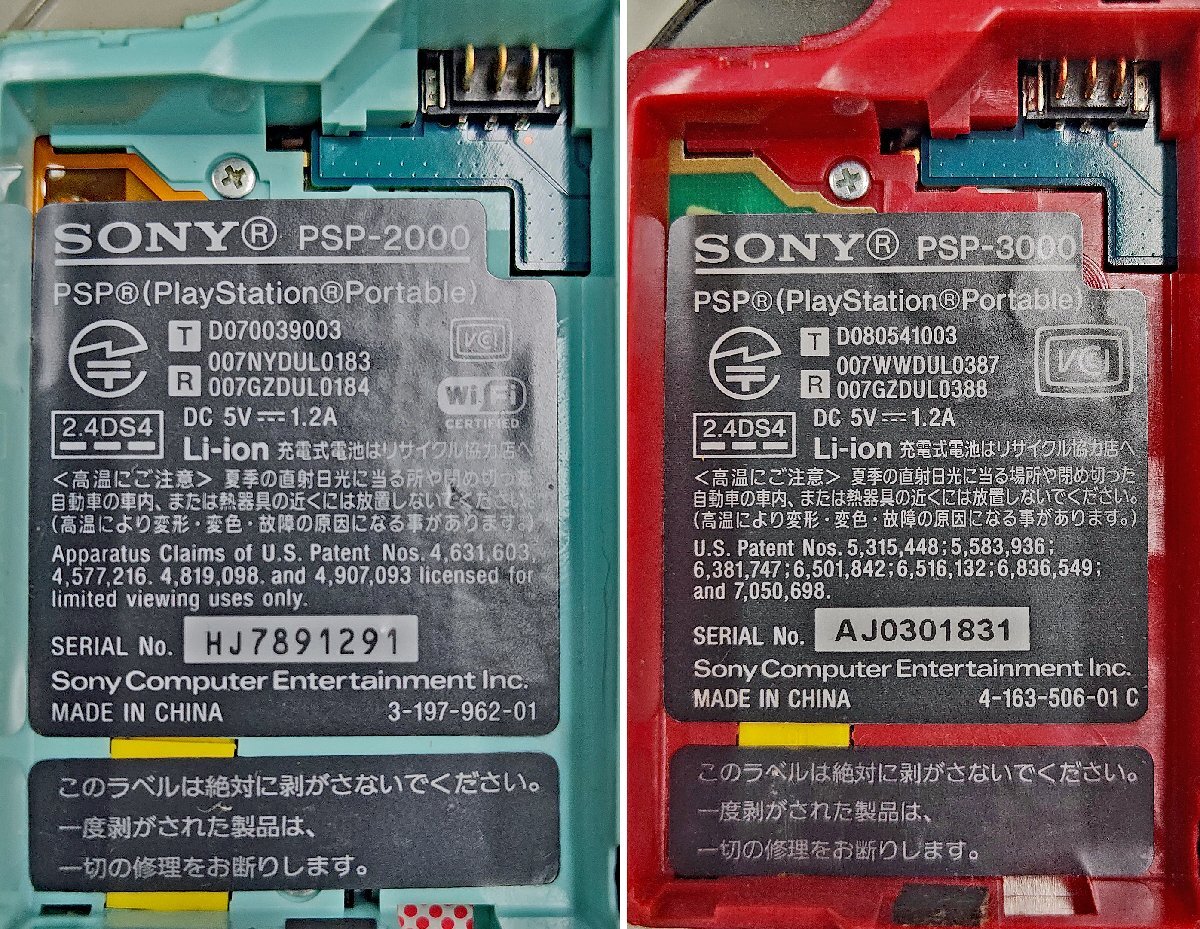 SONY® PSP-2000
PSP®(PlayStation®Portable)
T D070039003
007NYDUL0183
R 007GZDUL0184
VCCI
Wi Fi
CERTIFIED
2.4DS4
DC 5V 1.2A
Li-ion 充電式電池はリサイクル協力店へ
<高温にご注意> 夏季の直射日光に当る場所や閉め切った
自動車の車内、または熱器具の近くには放置しないでください。
(高温により変形・変色・故障の原因になる事があります。)
Apparatus Claims of U.S. Patent Nos. 4,631,603,
4,577,216. 4,819,098. and 4,907,093 licensed for
limited viewing uses only.
SERIAL No. HJ7891291
Sony Computer Entertainment Inc.
MADE IN CHINA 3-197-962-01
このラベルは絶対に剥がさないでください。
一度剥がされた製品は、
一切の修理をお断りします。
SONY® PSP-3000
PSP®(PlayStation®Portable)
T D080541003
007WWDUL0387
R 007GZDUL0388
VCCI
2.4DS4
DC 5V 1.2A
Li-ion 充電式電池はリサイクル協力店へ
<高温にご注意> 夏季の直射日光に当る場所や閉め切った
自動車の車内、または熱器具の近くには放置しないでください。
(高温により変形・変色・故障の原因になる事があります。)
U.S. Patent Nos. 5,315,448;5,583,936;
6,381,747;6,501,842;6,516,132;6,836,549;
and 7,050,698.
SERIAL No. AJ0301831
Sony Computer Entertainment Inc.
MADE IN CHINA 4-163-506-01 C
このラベルは絶対に剥がさないでください。
一度剥がされた製品は、
一切の修理をお断りします。